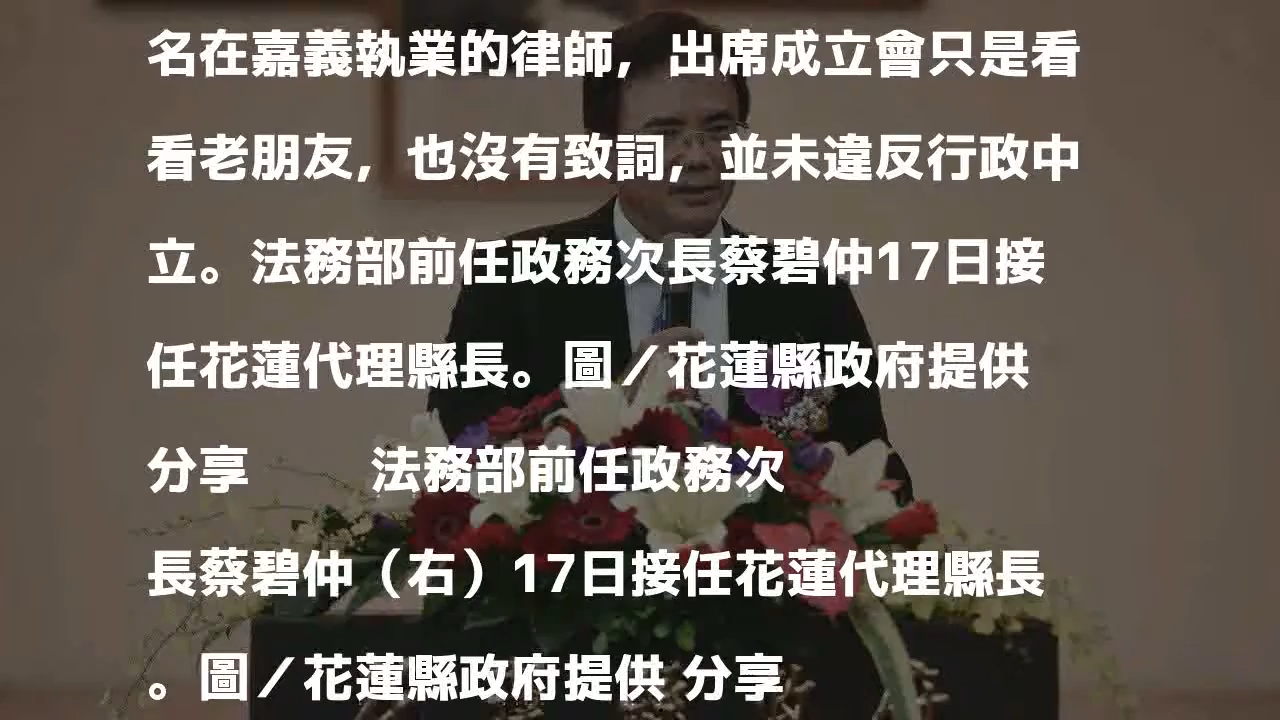 名在嘉義執業的律師，出席成立會只是看
看老朋友，也沒有致詞，並未違反行政中
立。法務部前任政務次長蔡碧仲17日接
任花蓮代理縣長。圖／花蓮縣政府提供
分享　　法務部前任政務次
長蔡碧仲（右）17日接任花蓮代理縣長
。圖／花蓮縣政府提供 分享